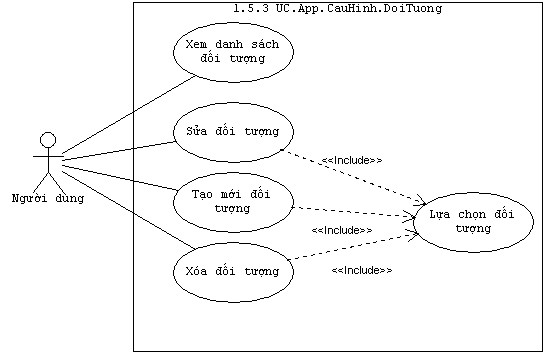 1.5.3 UC.App.CauHinh.DoiTuong
Xem danh sách
đối tượng
Sửa đối tượng
<<Include>>
Người dùng
Tạo mới đối
tượng
Lựa chọn đối
tượng
<<Include>>
Xóa đối tượng
<<Include>>